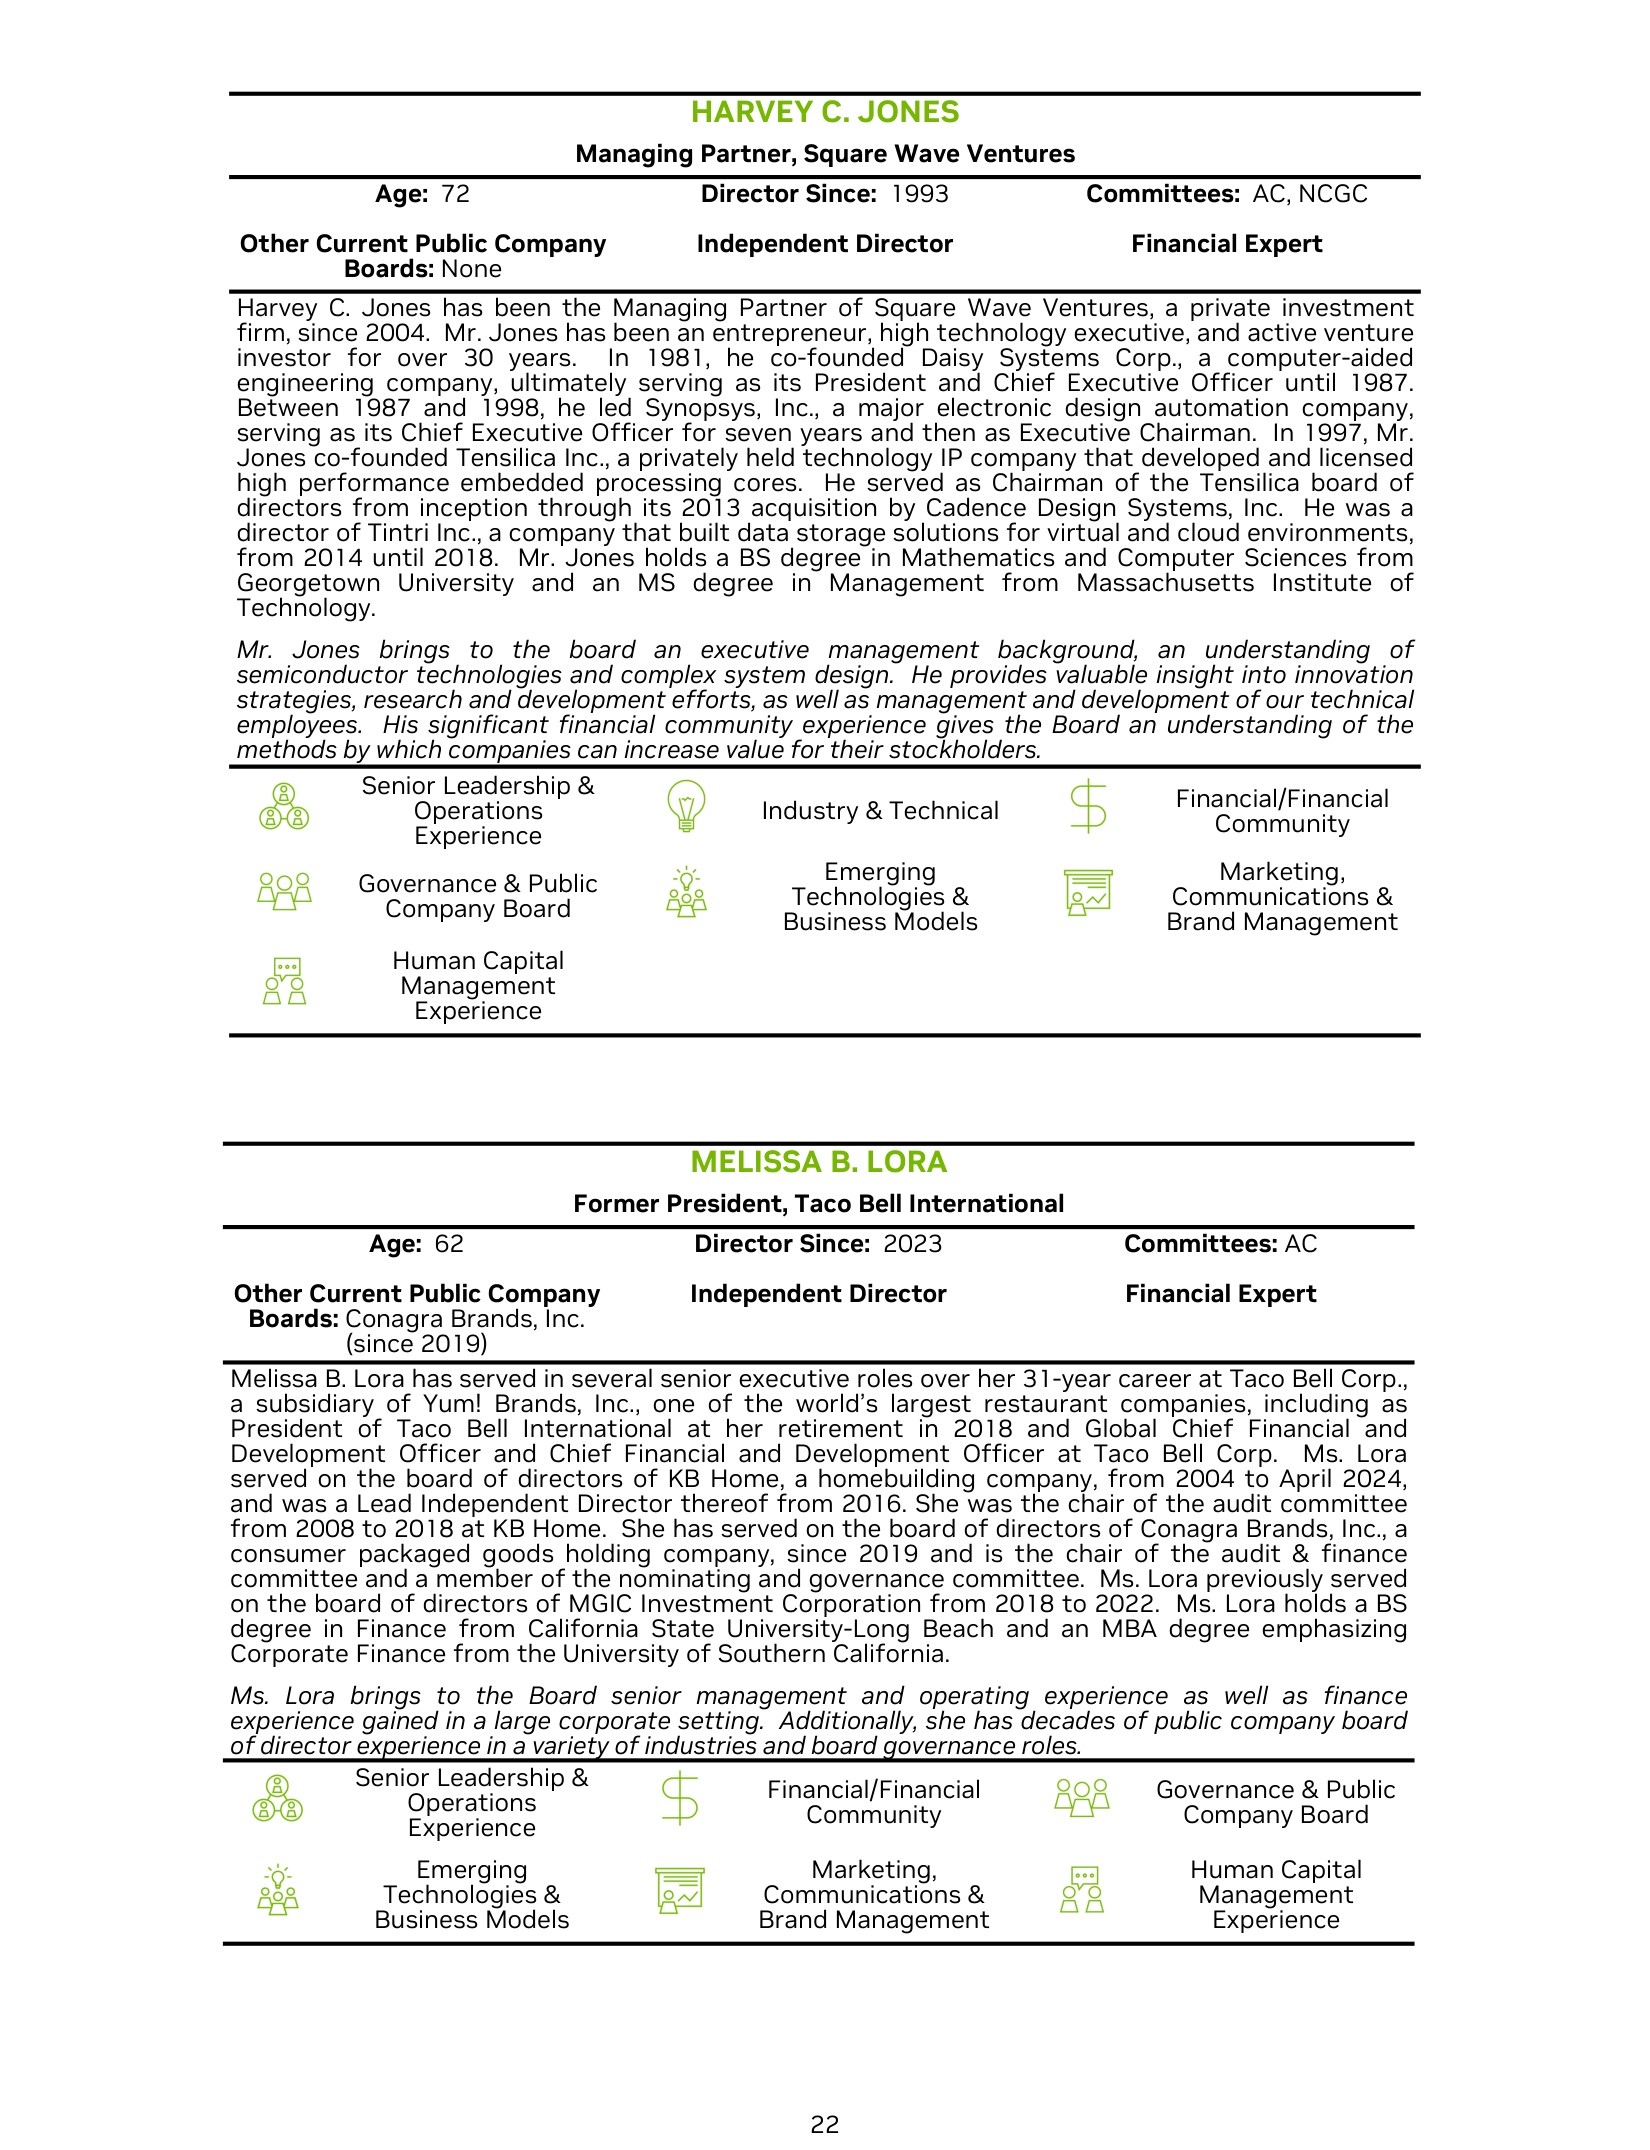 HARVEY C. JONES
Managing Partner, Square Wave Ventures
Age: 72
Director Since: 1993
Committees: AC, NCGC
Other Current Public Company
Boards: None
Independent Director
Financial Expert
Harvey C. Jones has been the Managing Partner of Square Wave Ventures, a private investment
firm, since 2004. Mr. Jones has been an entrepreneur, high technology executive, and active venture
investor for over 30 years. In 1981, he co-founded Daisy Systems Corp., a computer-aided
engineering company, ultimately serving as its President and Chief Executive Officer until 1987.
Between 1987 and 1998, he led Synopsys, Inc., a major electronic design automation company,
serving as its Chief Executive Officer for seven years and then as Executive Chairman. In 1997, Mr.
Jones co-founded Tensilica Inc., a privately held technology IP company that developed and licensed
high performance embedded processing cores. He served as Chairman of the Tensilica board of
directors from inception through its 2013 acquisition by Cadence Design Systems, Inc. He was a
director of Tintri Inc., a company that built data storage solutions for virtual and cloud environments,
from 2014 until 2018. Mr. Jones holds a BS degree in Mathematics and Computer Sciences from
Georgetown University and an MS degree in Management from Massachusetts Institute of
Technology.
Mr. Jones brings to the board an executive management background, an understanding of
semiconductor technologies and complex system design. He provides valuable insight into innovation
strategies, research and development efforts, as well as management and development of our technical
employees. His significant financial community experience gives the Board an understanding of the
methods by which companies can increase value for their stockholders.
Senior Leadership &
Operations
Experience
Industry & Technical
Financial/Financial
Community
Governance & Public
Company Board
Emerging
Technologies &
Business Models
Marketing,
Communications &
Brand Management
Human Capital
Management
Experience
MELISSA B. LORA
Former President, Taco Bell International
Age: 62
Director Since: 2023
Committees: AC
Other Current Public Company
Boards: Conagra Brands, Inc.
(since 2019)
Independent Director
Financial Expert
Melissa B. Lora has served in several senior executive roles over her 31-year career at Taco Bell Corp.,
a subsidiary of Yum! Brands, Inc., one of the world’s largest restaurant companies, including as
President of Taco Bell International at her retirement in 2018 and Global Chief Financial and
Development Officer and Chief Financial and Development Officer at Taco Bell Corp. Ms. Lora
served on the board of directors of KB Home, a homebuilding company, from 2004 to April 2024,
and was a Lead Independent Director thereof from 2016. She was the chair of the audit committee
from 2008 to 2018 at KB Home. She has served on the board of directors of Conagra Brands, Inc., a
consumer packaged goods holding company, since 2019 and is the chair of the audit & finance
committee and a member of the nominating and governance committee. Ms. Lora previously served
on the board of directors of MGIC Investment Corporation from 2018 to 2022. Ms. Lora holds a BS
degree in Finance from California State University-Long Beach and an MBA degree emphasizing
Corporate Finance from the University of Southern California.
Ms. Lora brings to the Board senior management and operating experience as well as finance
experience gained in a large corporate setting. Additionally, she has decades of public company board
of director experience in a variety of industries and board governance roles.
Senior Leadership &
Operations
Experience
Financial/Financial
Community
Governance & Public
Company Board
Emerging
Technologies &
Business Models
Marketing,
Communications &
Brand Management
Human Capital
Management
Experience
22